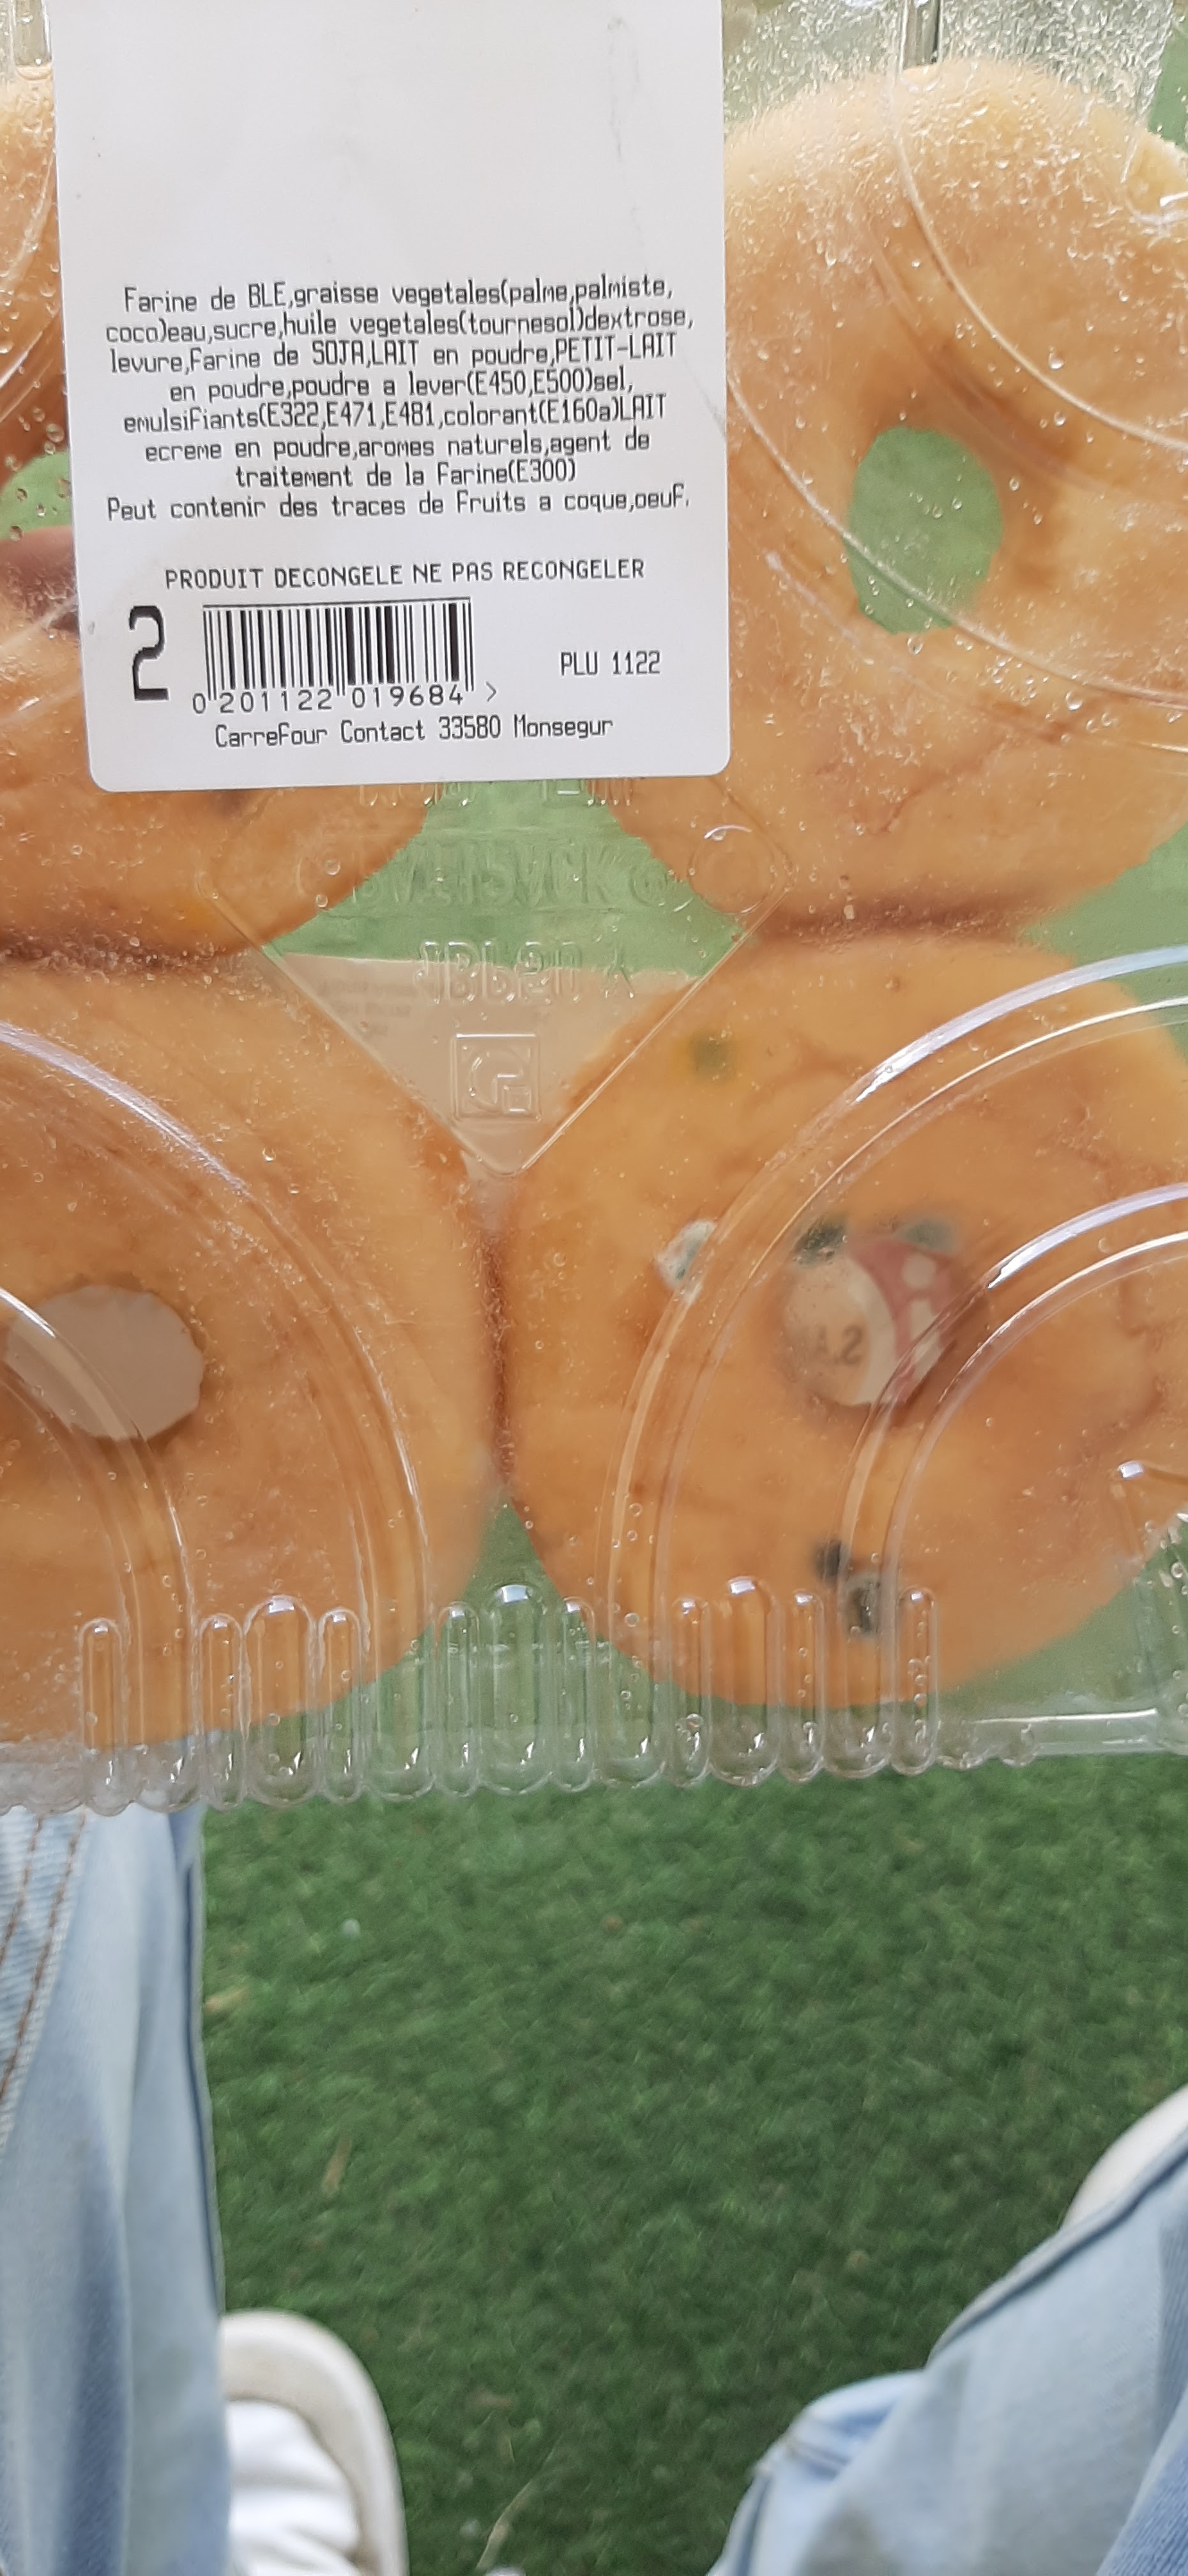 Farine de BLE,graisse vegetales(palme,palmiste,
coco)eau,sucre,huile vegetales(tournesol)dextrose,
levure,Farine de SOJA,LAIT en poudre,PETIT-LAIT
en poudre,poudre a lever(E450,E500)sel,
emulsifiants(E322,E471,E481,colorant(E160a)LAIT
ecreme en poudre,aromes naturels,agent de
traitement de la Farine(E300)
Peut contenir des traces de Fruits a coque,oeuf.
PRODUIT DECONGELE NE PAS RECONGELER
2
0 201122 019684 >
PLU 1122
Carrefour Contact 33580 Monsegur